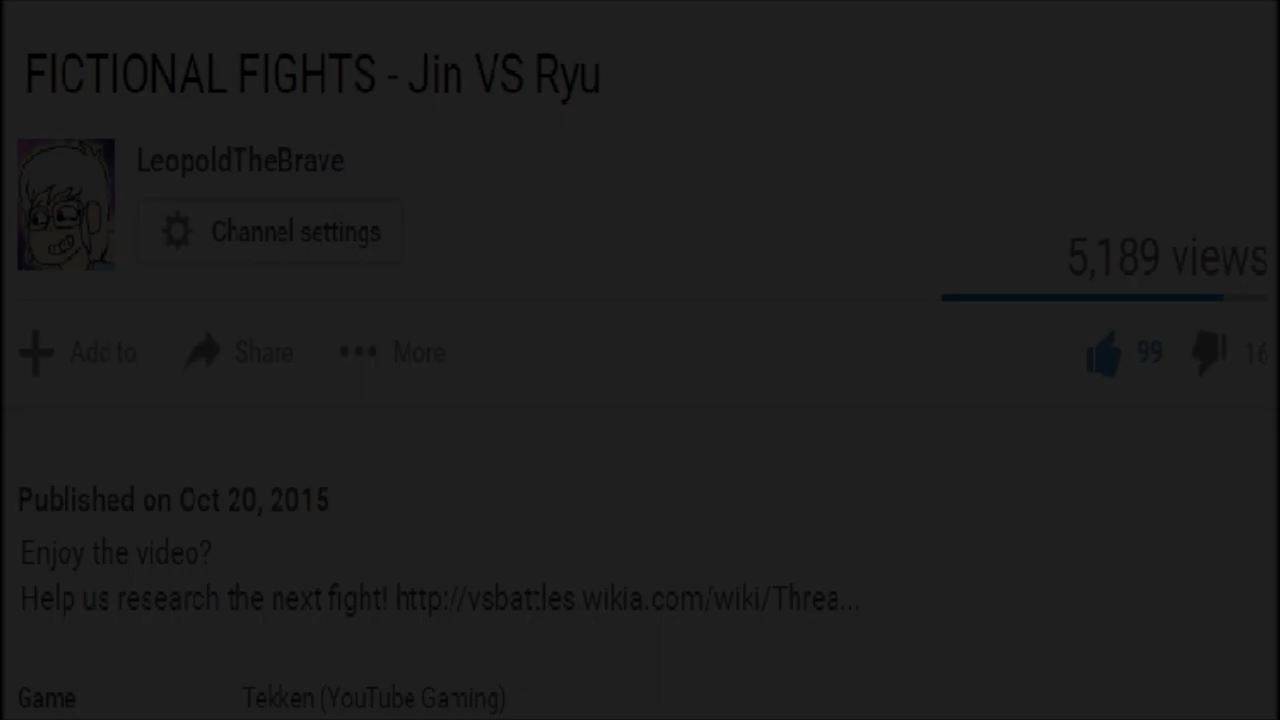 FICTIONAL FIGHTS - Jin VS Ryu
LeopoldTheBrave
Channel settings
5,189 views
Add to Share More 99 16
Published on Oct 20, 2015
Enjoy the video?
Help us research the next fight! http://vsbattles.wikia.com/wiki/Threa...
Game Tekken (YouTube Gaming)